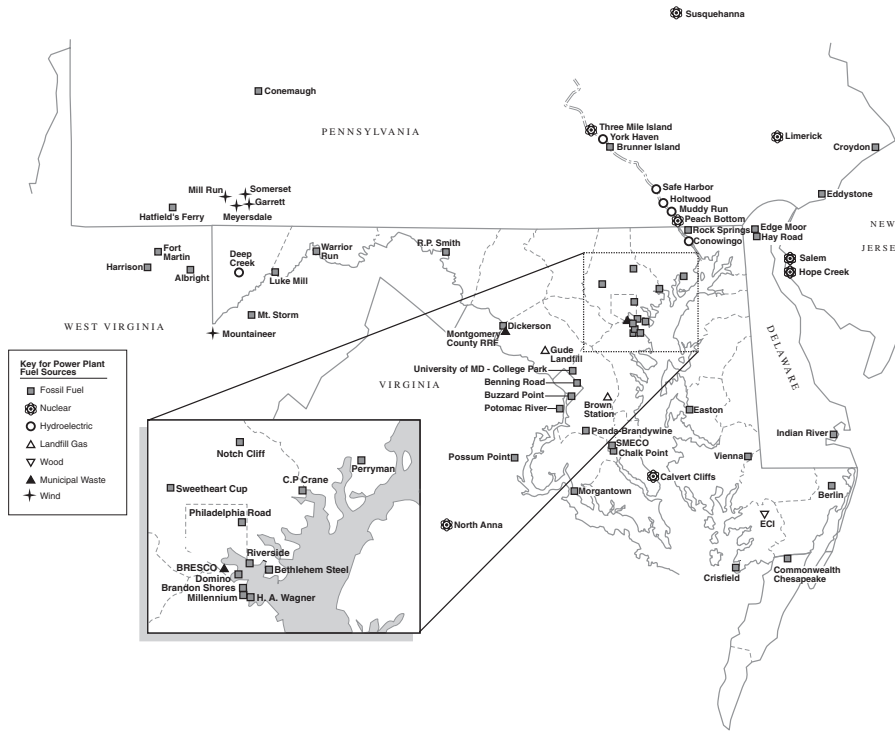 Susquehanna
Conemaugh
PENNSYLVANIA
Three Mile Island
York Haven
Brunner Island
Limerick
Croydon
Mill Run
Somerset
Garrett
Meyersdale
Hatfield's Ferry
Safe Harbor
Holtwood
Muddy Run
Peach Bottom
Rock Springs
Conowingo
Eddystone
Edge Moor
Hay Road
NEW
JERSE
Salem
Hope Creek
Fort
Martin
Harrison
Albright
Deep
Creek
Warrior
Run
Luke Mill
R.P. Smith
Mt. Storm
WEST VIRGINIA
Mountaineer
Dickerson
Montgomery
County RRF
Gude
Landfill
DELAWARE
VIRGINIA
University of MD - College Park
Benning Road
Buzzard Point
Potomac River
Brown
Station
Easton
Panda-Brandywine
SMECO
Chalk Point
Possum Point
Calvert Cliffs
Vienna
Indian River
Morgantown
Berlin
North Anna
ECI
Crisfield
Commonwealth
Chesapeake
Key for Power Plant
Fuel Sources
Fossil Fuel
Nuclear
Hydroelectric
Landfill Gas
Wood
Municipal Waste
Wind
Notch Cliff
Perryman
C.P Crane
Sweetheart Cup
Philadelphia Road
Riverside
BRESCO
Bethlehem Steel
Domino
Brandon Shores
Millennium
H. A. Wagner